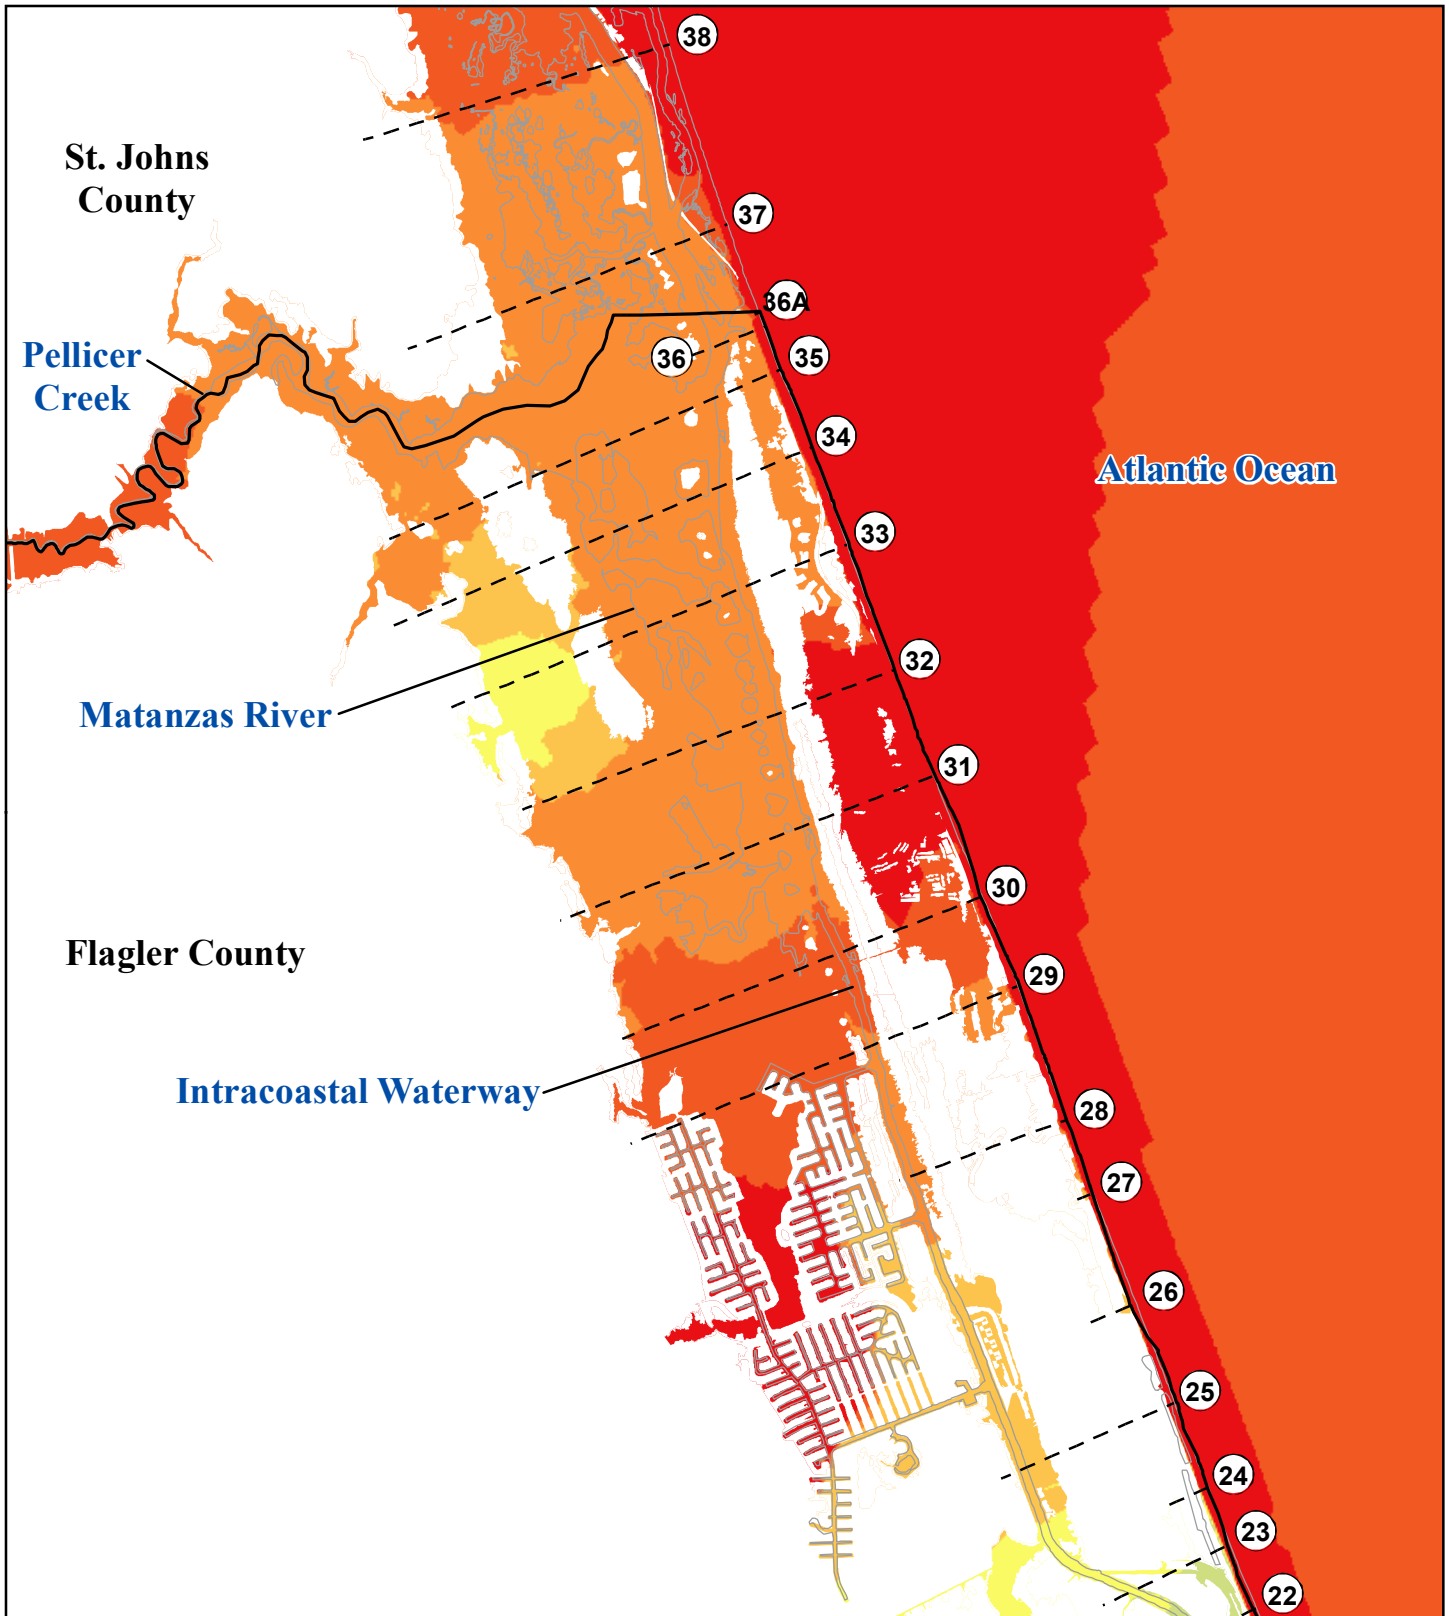 38
St. Johns
County
37
36A
Pellicer
Creek
36
35
34
Atlantic Ocean
33
32
Matanzas River
31
30
Flagler County
29
Intracoastal Waterway
28
27
26
25
24
23
22